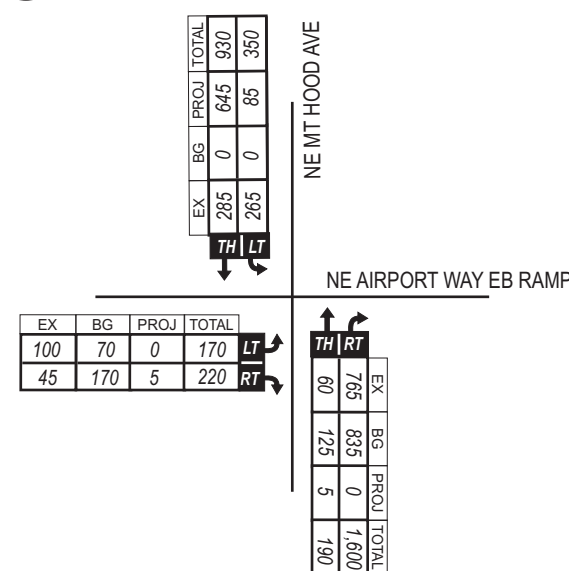 TOTAL 930 350
PROJ 645 85
BG 0 0
EX 285 265
TH LT
NE MT HOOD AVE
NE AIRPORT WAY EB RAMP
EX BG PROJ TOTAL
100 70 0 170 LT
45 170 5 220 RT
TH RT
60 765 EX
125 835 BG
5 0 PROJ
190 1,600 TOTAL